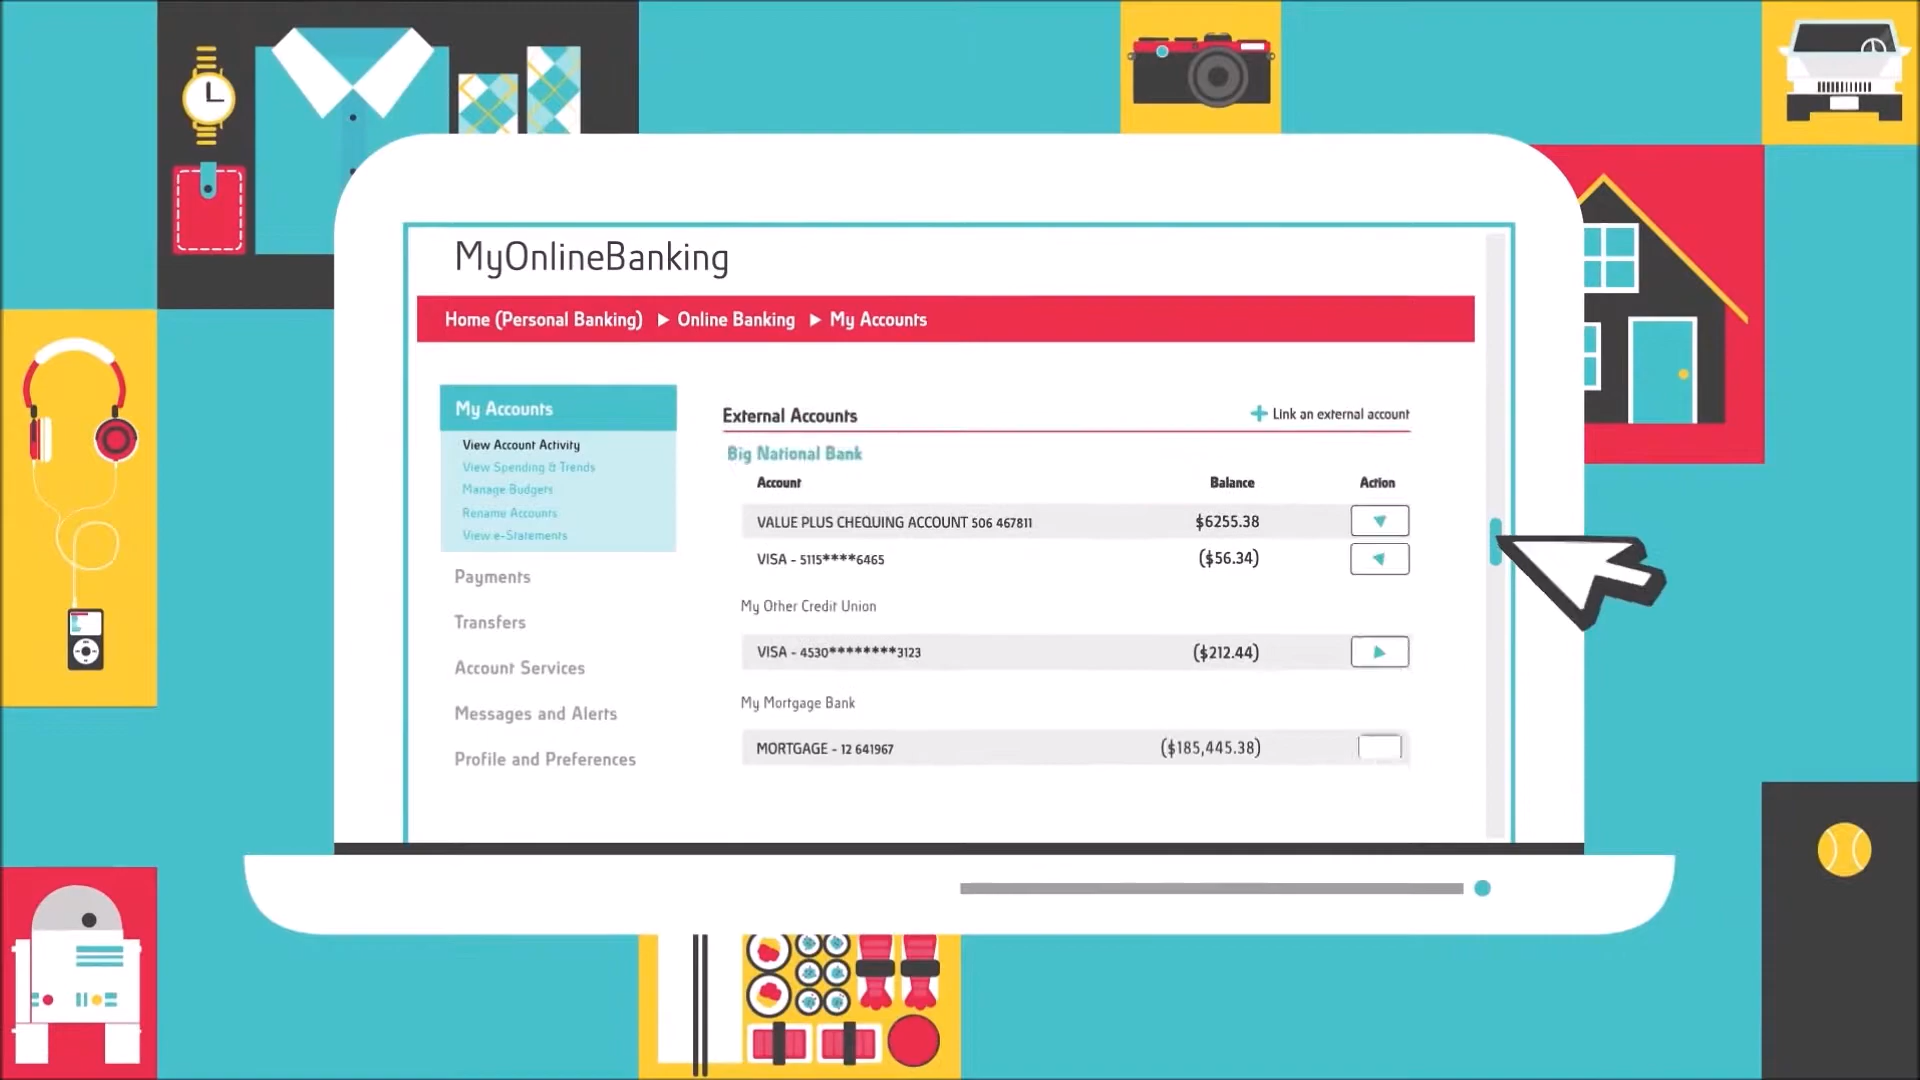 MyOnlineBanking
Home (Personal Banking) Online Banking My Accounts
My Accounts
View Account Activity
View Spending & Trends
Manage Budgets
Rename Accounts
View e-Statements
Payments
Transfers
Account Services
Messages and Alerts
Profile and Preferences
External Accounts
+ Link an external account
Big National Bank
Account Balance Action
VALUE PLUS CHEQUING ACCOUNT 506 467811 $6255.38
VISA - 5115****6465 ($56.34)
My Other Credit Union
VISA - 4530********3123 ($212.44)
My Mortgage Bank
MORTGAGE - 12 641967 ($185,445.38)